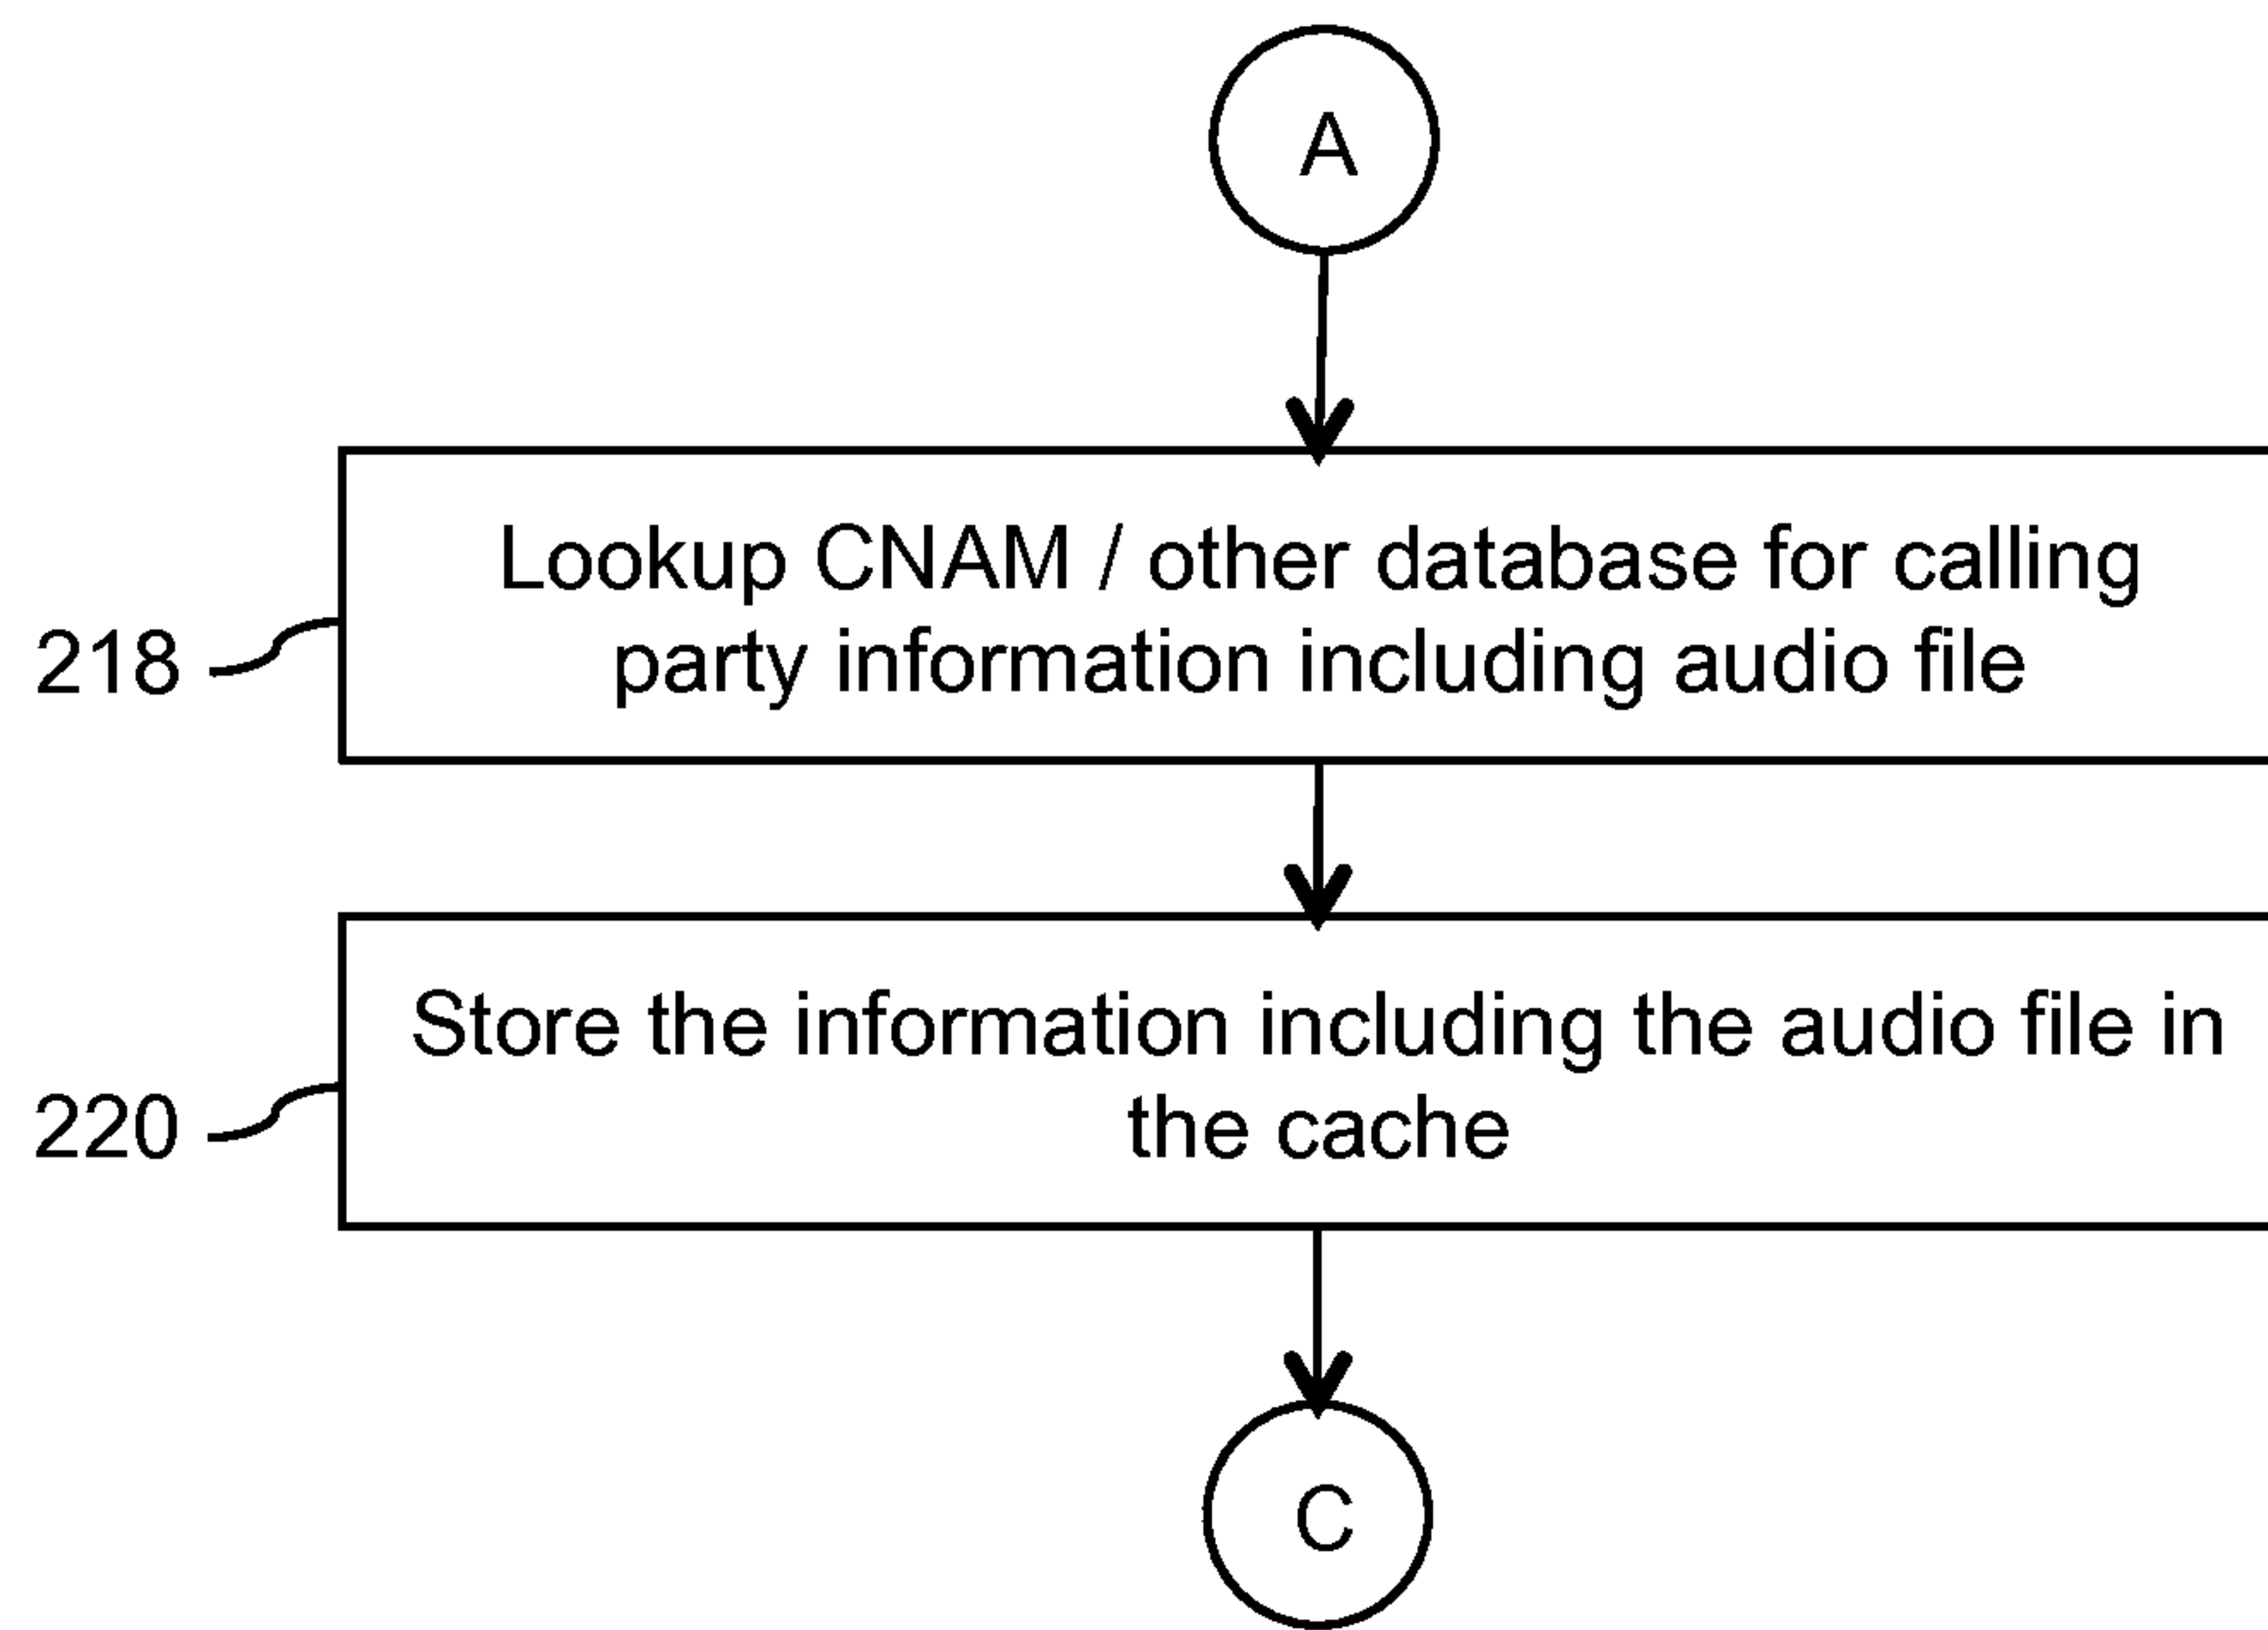 A
Lookup CNAM / other database for calling
party information including audio file
218
Store the information including the audio file in
the cache
220
C